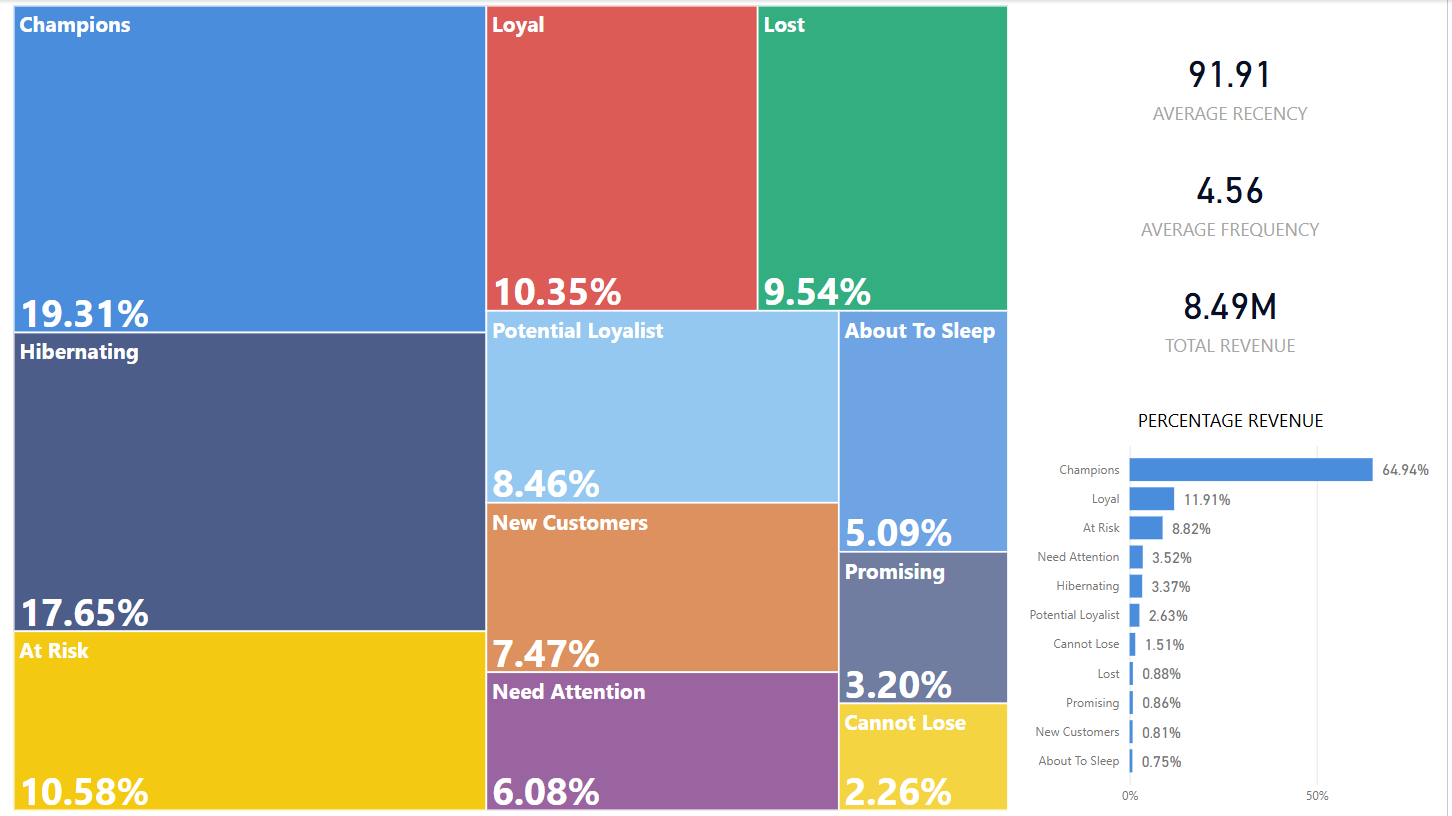 Champions
19.31%
Hibernating
17.65%
At Risk
10.58%
Loyal
10.35%
Lost
9.54%
Potential Loyalist
8.46%
New Customers
7.47%
Need Attention
6.08%
About To Sleep
5.09%
Promising
3.20%
Cannot Lose
2.26%
91.91
AVERAGE RECENCY
4.56
AVERAGE FREQUENCY
8.49M
TOTAL REVENUE
PERCENTAGE REVENUE
Champions 64.94%
Loyal 11.91%
At Risk 8.82%
Need Attention 3.52%
Hibernating 3.37%
Potential Loyalist 2.63%
Cannot Lose 1.51%
Lost 0.88%
Promising 0.86%
New Customers 0.81%
About To Sleep 0.75%
0% 50%